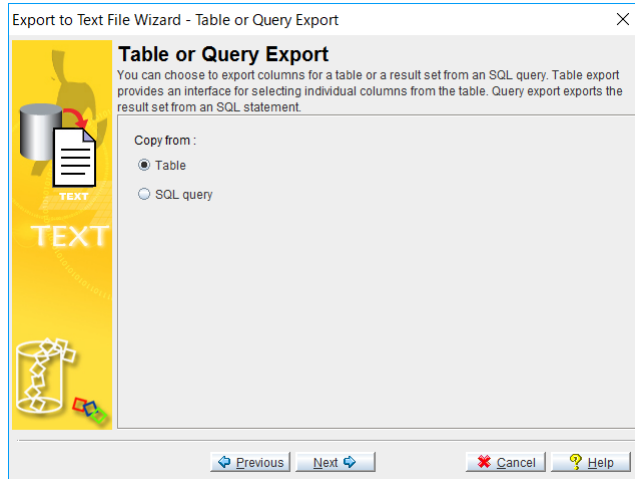 Export to Text File Wizard - Table or Query Export
Table or Query Export
You can choose to export columns for a table or a result set from an SQL query. Table export
provides an interface for selecting individual columns from the table. Query export exports the
result set from an SQL statement.
Copy from :
Table
SQL query
TEXT
TEXT
Previous Next Cancel Help